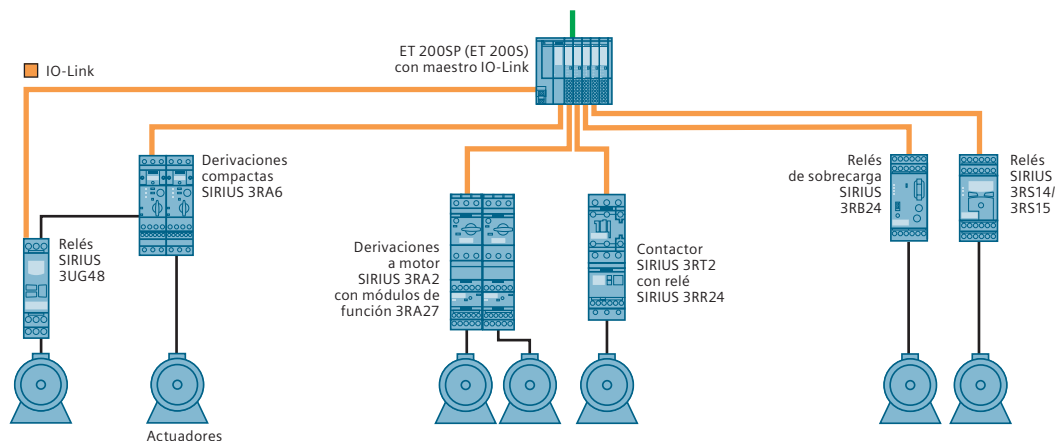 ET 200SP (ET 200S)
con maestro IO-Link
IO-Link
Derivaciones
compactas
SIRIUS 3RA6
Relés
SIRIUS
3UG48
Derivaciones
a motor
SIRIUS 3RA2
con módulos de
función 3RA27
Contactor
SIRIUS 3RT2
con relé
SIRIUS 3RR24
Relés
de sobrecarga
SIRIUS
3RB24
Relés
SIRIUS
3RS14/
3RS15
Actuadores